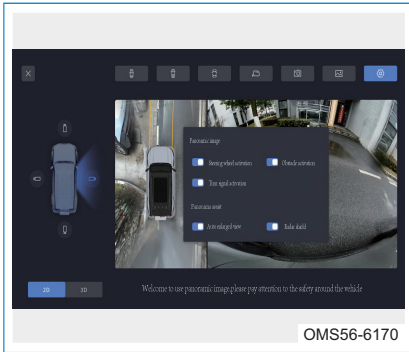 Panoramic image
Steering wheel activation
Obstacle activation
Turn signal activation
Panorama assist
Auto enlarged view
Radar shield
2D
3D
Welcome to use panoramic image,please pay attention to the safety around the vehicle
OMS56-6170